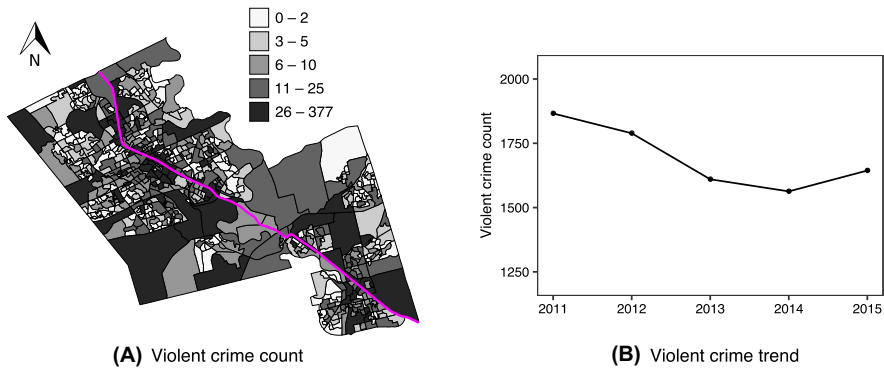 0 – 2
3 – 5
6 – 10
11 – 25
26 – 377
N
(A) Violent crime count
2000
1750
1500
1250
Violent crime count
2011 2012 2013 2014 2015
(B) Violent crime trend